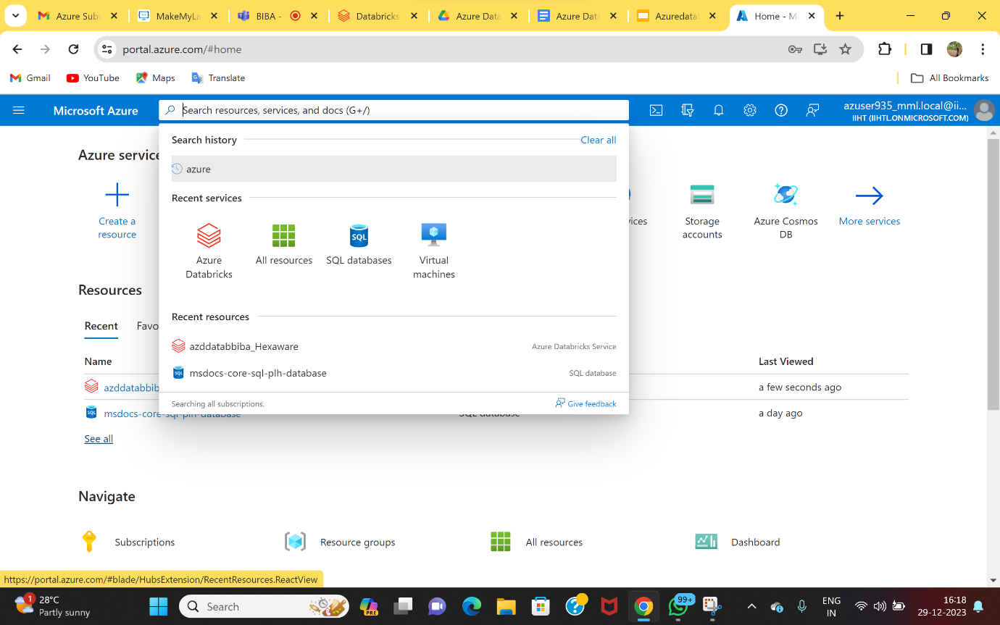 Azure Sub
MakeMyLa
BIBA -
Databricks
Azure Data
Azure Data
Azuredata
Home - Mi
portal.azure.com/#home
Gmail
YouTube
Maps
Translate
All Bookmarks
Microsoft Azure
Search resources, services, and docs (G+/)
azuser935_mml.local@ii...
IIHT (IIHTL.ONMICROSOFT.COM)
Azure service
Search history
Clear all
azure
Recent services
Create a
resource
Azure
Databricks
All resources
SQL databases
Virtual
machines
ices
Storage
accounts
Azure Cosmos
DB
More services
Resources
Recent
Favo
Recent resources
azddatabbiba_Hexaware
Azure Databricks Service
msdocs-core-sql-plh-database
SQL database
Searching all subscriptions.
Give feedback
Name
Last Viewed
azddatabbib
a few seconds ago
msdocs-core-sql-plh-database
SQL database
a day ago
See all
Navigate
Subscriptions
Resource groups
All resources
Dashboard
https://portal.azure.com/#blade/HubsExtension/RecentResources.ReactView
1
28°C
Partly sunny
Search
PRE
99+
ENG
IN
16:18
29-12-2023